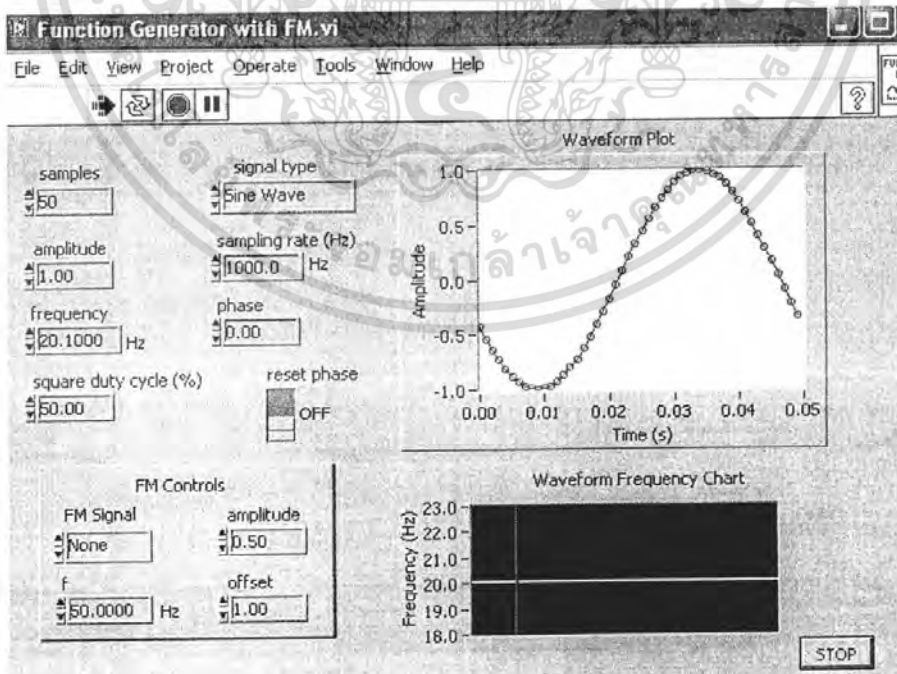 Function Generator with FM.vi
File Edit View Project Operate Tools Window Help
samples
50
signal type
Sine Wave
amplitude
1.00
sampling rate (Hz)
1000.0 Hz
frequency
20.1000 Hz
phase
0.00
square duty cycle (%)
50.00
reset phase
OFF
Waveform Plot
Amplitude
1.0
0.5
0.0
-0.5
-1.0
0.00 0.01 0.02 0.03 0.04 0.05
Time (s)
FM Controls
FM Signal
None
amplitude
0.50
f
50.0000 Hz
offset
1.00
Waveform Frequency Chart
Frequency (Hz)
23.0
22.0
21.0
20.0
19.0
18.0
STOP